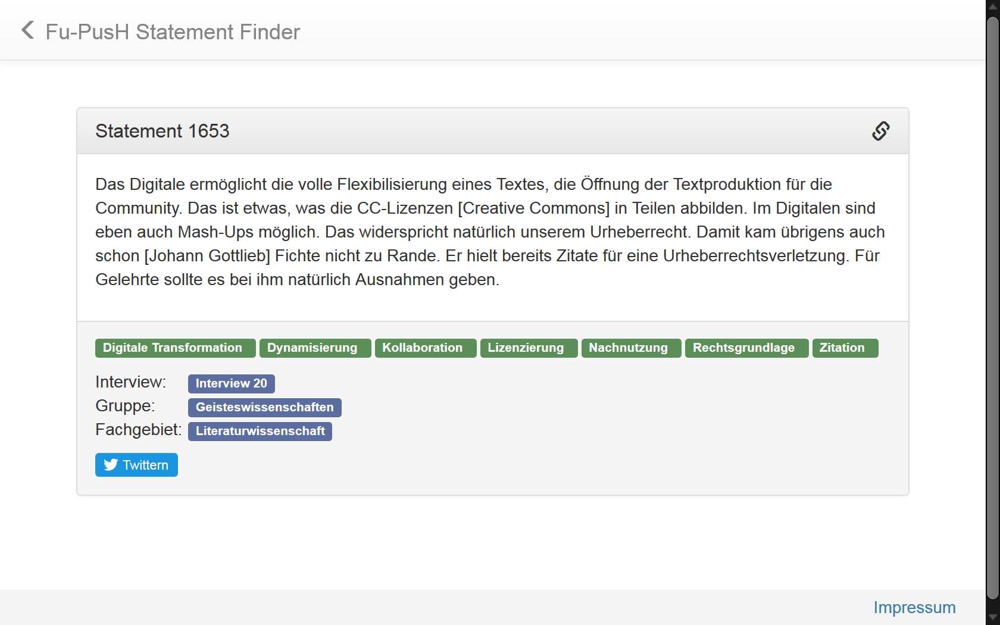 Fu-PusH Statement Finder
Statement 1653
Das Digitale ermöglicht die volle Flexibilisierung eines Textes, die Öffnung der Textproduktion für die
Community. Das ist etwas, was die CC-Lizenzen [Creative Commons] in Teilen abbilden. Im Digitalen sind
eben auch Mash-Ups möglich. Das widerspricht natürlich unserem Urheberrecht. Damit kam übrigens auch
schon [Johann Gottlieb] Fichte nicht zu Rande. Er hielt bereits Zitate für eine Urheberrechtsverletzung. Für
Gelehrte sollte es bei ihm natürlich Ausnahmen geben.
Digitale Transformation Dynamisierung Kollaboration Lizenzierung Nachnutzung Rechtsgrundlage Zitation
Interview: Interview 20
Gruppe: Geisteswissenschaften
Fachgebiet: Literaturwissenschaft
Twittern
Impressum